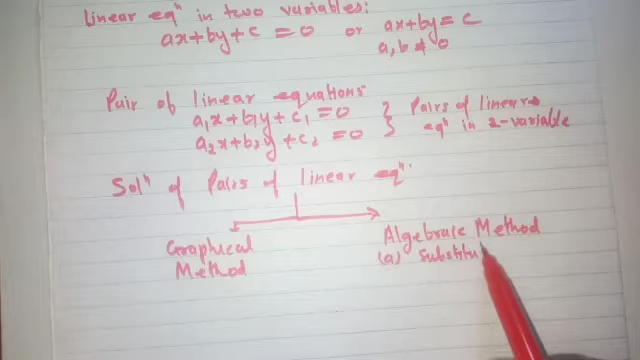 Linear eqⁿ in two variables:
ax+by+c = 0 or ax+by = c
a, b ≠ 0
Pair of linear equations
a₁x + b₁y + c₁ = 0
a₂x + b₂y + c₂ = 0
} Pairs of linear
eqⁿ in 2-variable
Solⁿ of Pairs of linear eqⁿ.
Graphical
Method
Algebraic Method
(a) Substitu